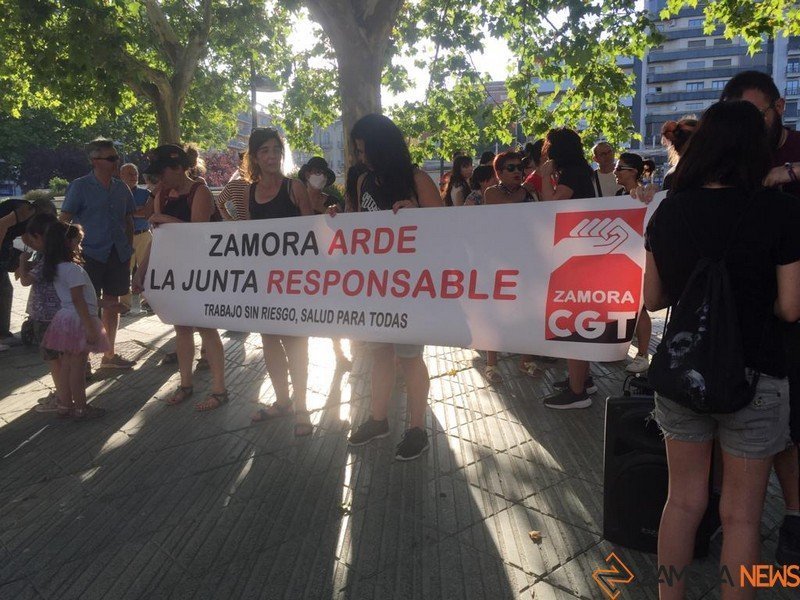 ZAMORA ARDE
LA JUNTA RESPONSABLE
TRABAJO SIN RIESGO, SALUD PARA TODAS
ZAMORA
CGT
ZAMORA NEWS